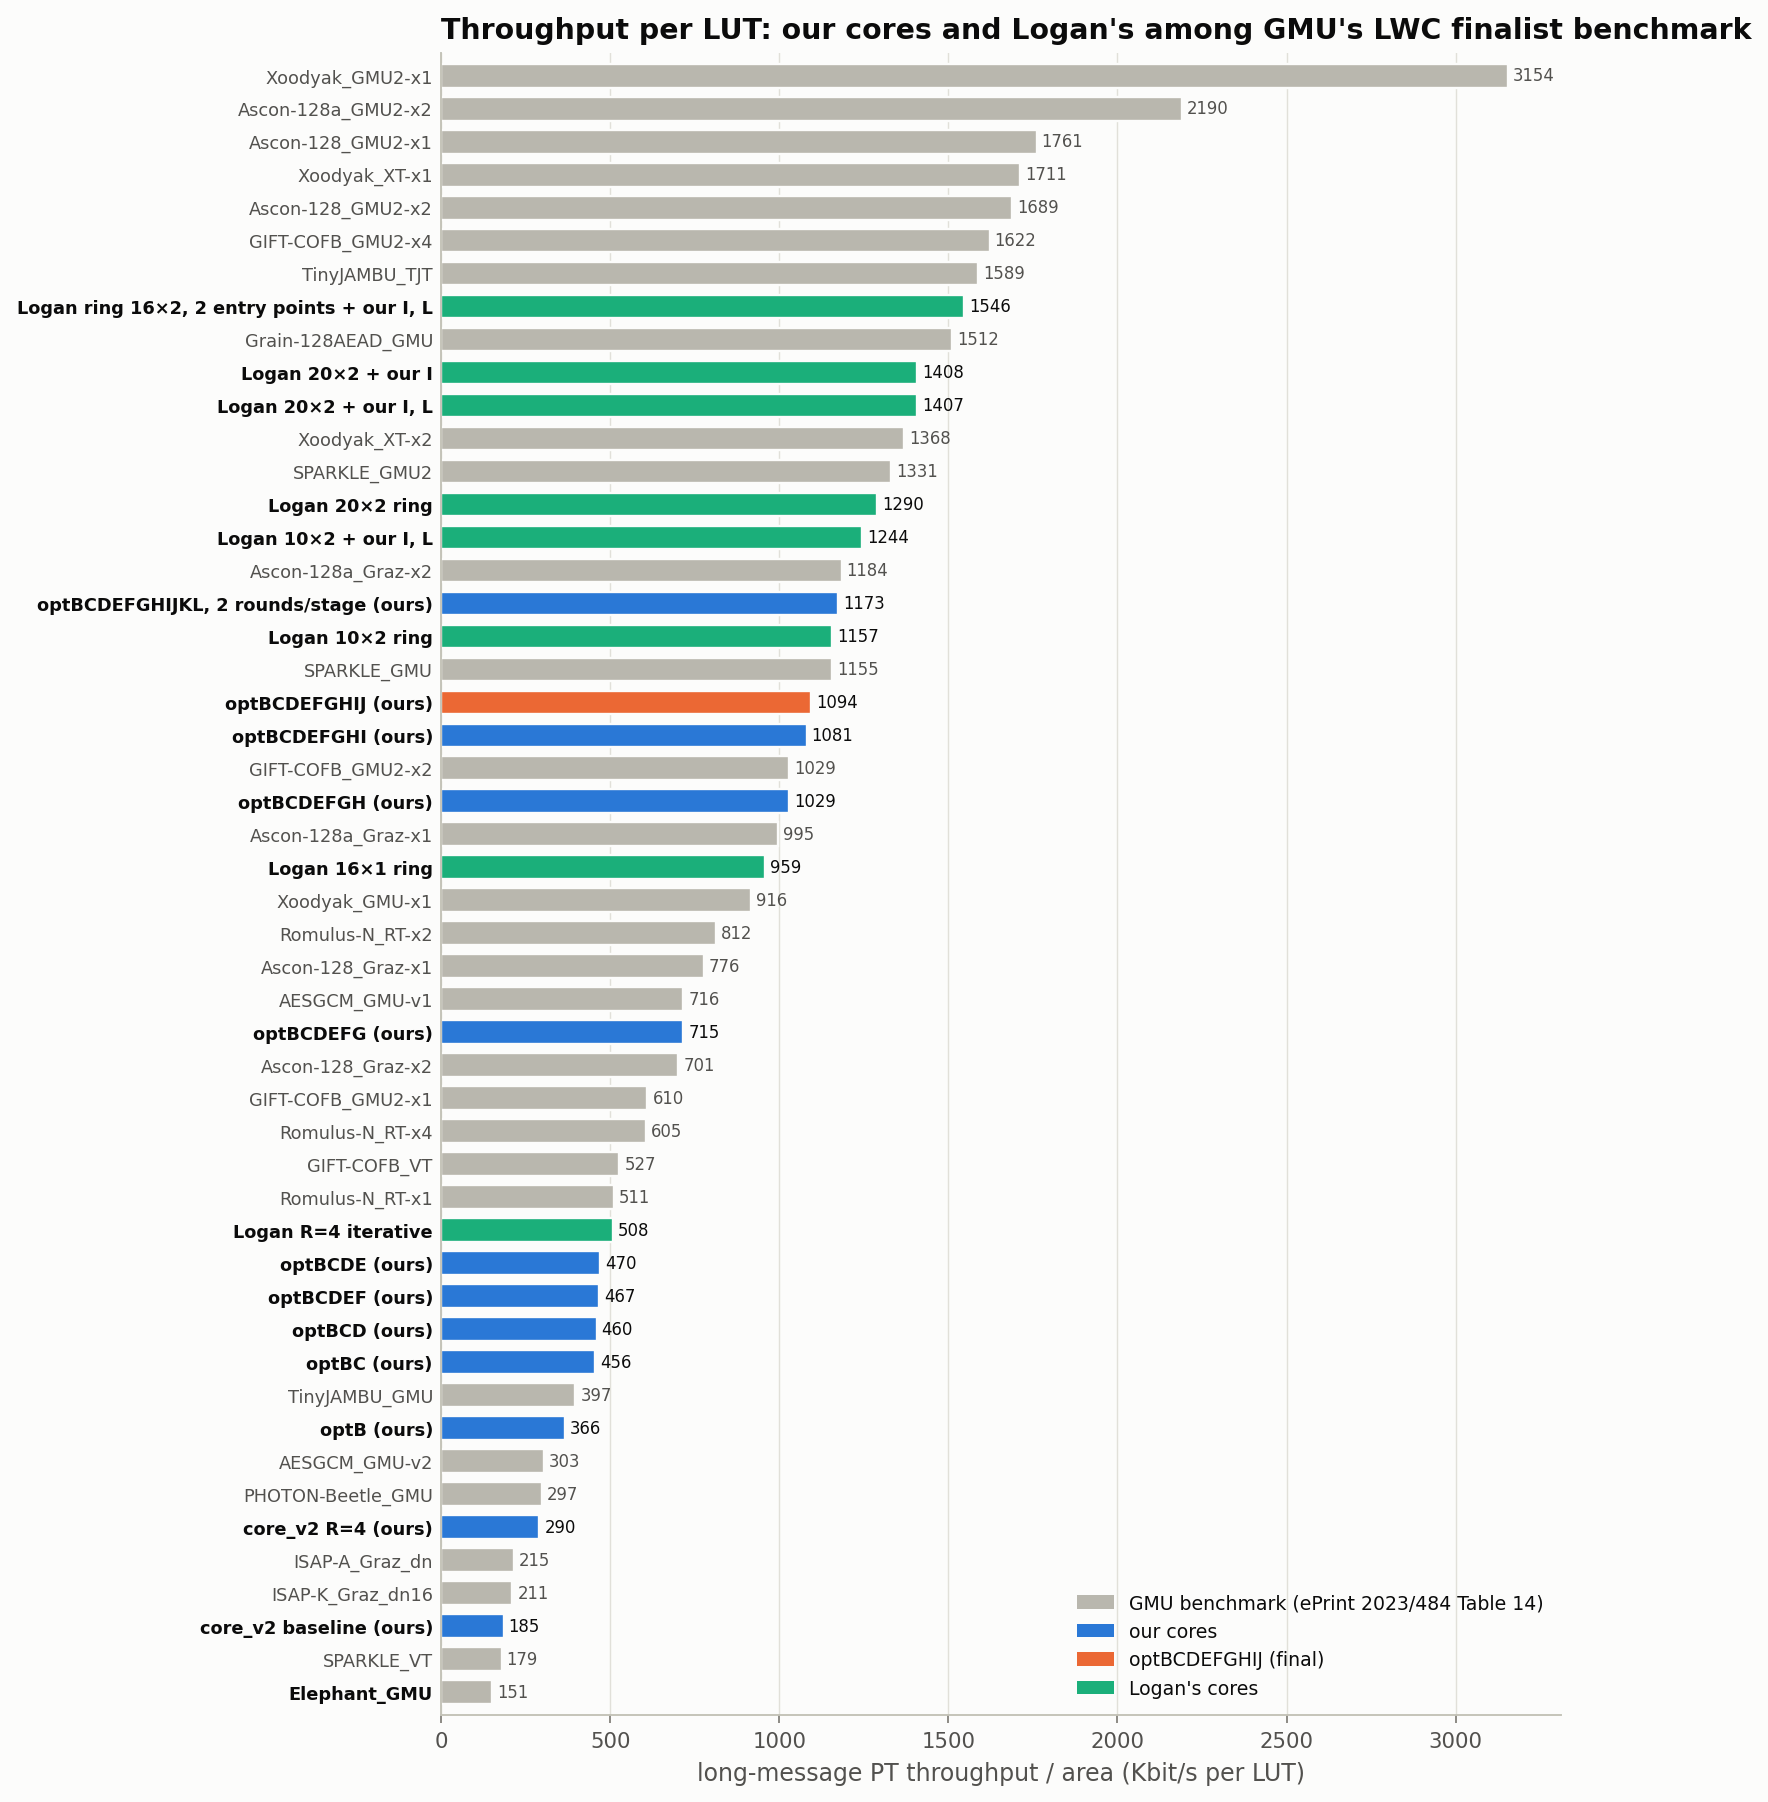 Throughput per LUT: our cores and Logan's among GMU's LWC finalist benchmark
Xoodyak_GMU2-x1 3154
Ascon-128a_GMU2-x2 2190
Ascon-128_GMU2-x1 1761
Xoodyak_XT-x1 1711
Ascon-128_GMU2-x2 1689
GIFT-COFB_GMU2-x4 1622
TinyJAMBU_TJT 1589
Logan ring 16×2, 2 entry points + our I, L 1546
Grain-128AEAD_GMU 1512
Logan 20×2 + our I 1408
Logan 20×2 + our I, L 1407
Xoodyak_XT-x2 1368
SPARKLE_GMU2 1331
Logan 20×2 ring 1290
Logan 10×2 + our I, L 1244
Ascon-128a_Graz-x2 1184
optBCDEFGHIJKL, 2 rounds/stage (ours) 1173
Logan 10×2 ring 1157
SPARKLE_GMU 1155
optBCDEFGHIJ (ours) 1094
optBCDEFGHI (ours) 1081
GIFT-COFB_GMU2-x2 1029
optBCDEFGH (ours) 1029
Ascon-128a_Graz-x1 995
Logan 16×1 ring 959
Xoodyak_GMU-x1 916
Romulus-N_RT-x2 812
Ascon-128_Graz-x1 776
AESGCM_GMU-v1 716
optBCDEFG (ours) 715
Ascon-128_Graz-x2 701
GIFT-COFB_GMU2-x1 610
Romulus-N_RT-x4 605
GIFT-COFB_VT 527
Romulus-N_RT-x1 511
Logan R=4 iterative 508
optBCDE (ours) 470
optBCDEF (ours) 467
optBCD (ours) 460
optBC (ours) 456
TinyJAMBU_GMU 397
optB (ours) 366
AESGCM_GMU-v2 303
PHOTON-Beetle_GMU 297
core_v2 R=4 (ours) 290
ISAP-A_Graz_dn 215
ISAP-K_Graz_dn16 211
core_v2 baseline (ours) 185
SPARKLE_VT 179
Elephant_GMU 151
GMU benchmark (ePrint 2023/484 Table 14)
our cores
optBCDEFGHIJ (final)
Logan's cores
0 500 1000 1500 2000 2500 3000
long-message PT throughput / area (Kbit/s per LUT)